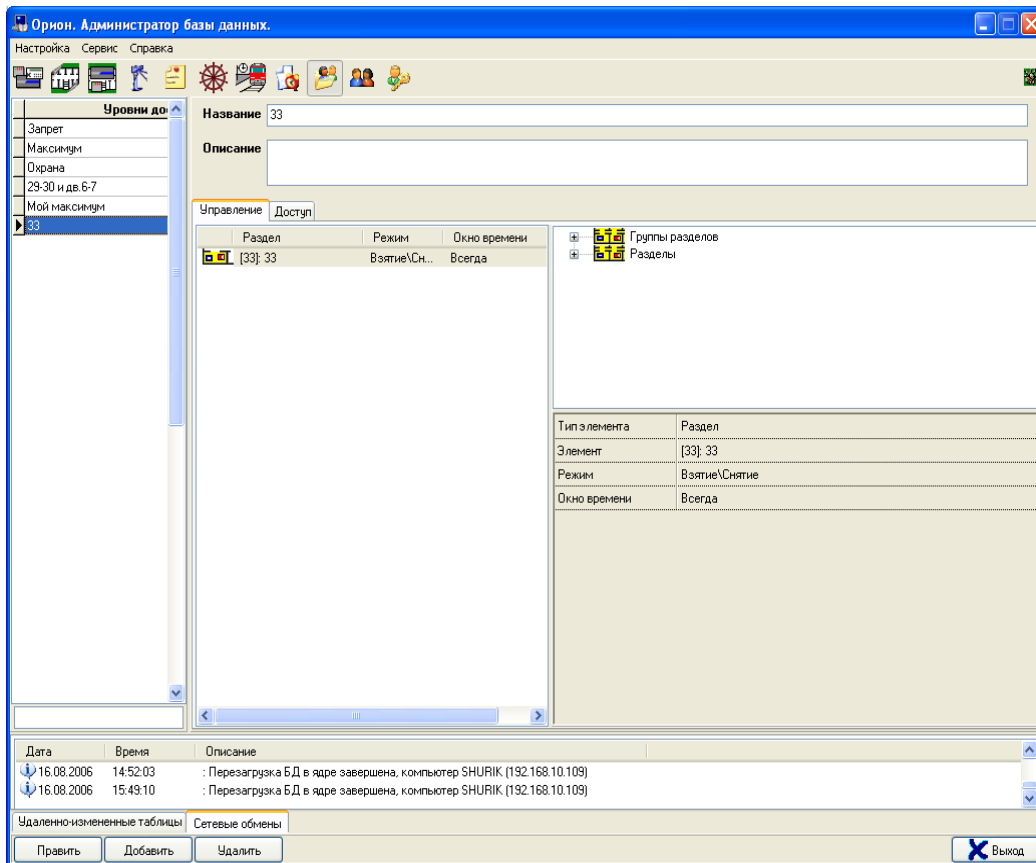 Орион. Администратор базы данных.
Настройка Сервис Справка
Уровни до
Запрет
Максимум
Охрана
29-30 и дв.6-7
Мой максимум
33
Название 33
Описание
Управление Доступ
Раздел Режим Окно времени
[33]: 33 Взятие\Сн... Всегда
Группы разделов
Разделы
Тип элемента Раздел
Элемент [33]: 33
Режим Взятие\Снятие
Окно времени Всегда
Дата Время Описание
16.08.2006 14:52:03 : Перезагрузка БД в ядре завершена, компьютер SHURIK (192.168.10.109)
16.08.2006 15:49:10 : Перезагрузка БД в ядре завершена, компьютер SHURIK (192.168.10.109)
Удаленно-измененные таблицы Сетевые обмены
Править Добавить Удалить Выход